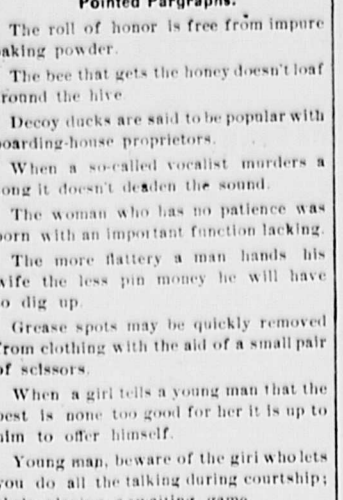 Pointed Pargraphs.
The roll of honor is free from impure
aking powder.
The bee that gets the honey doesn't loaf
round the hive
Decoy ducks are said to be popular with
oarding-house proprietors.
When a so-called vocalist murders a
ong it doesn't deaden the sound.
The woman who has no patience was
orn with an important function lacking.
The more flattery a man hands his
wife the less pin money he will have
o dig up.
Grease spots may be quickly removed
from clothing with the aid of a small pair
of scissors.
When a girl tells a young man that the
best is none too good for her it is up to
him to offer himself.
Young man, beware of the girl who lets
you do all the talking during courtship;